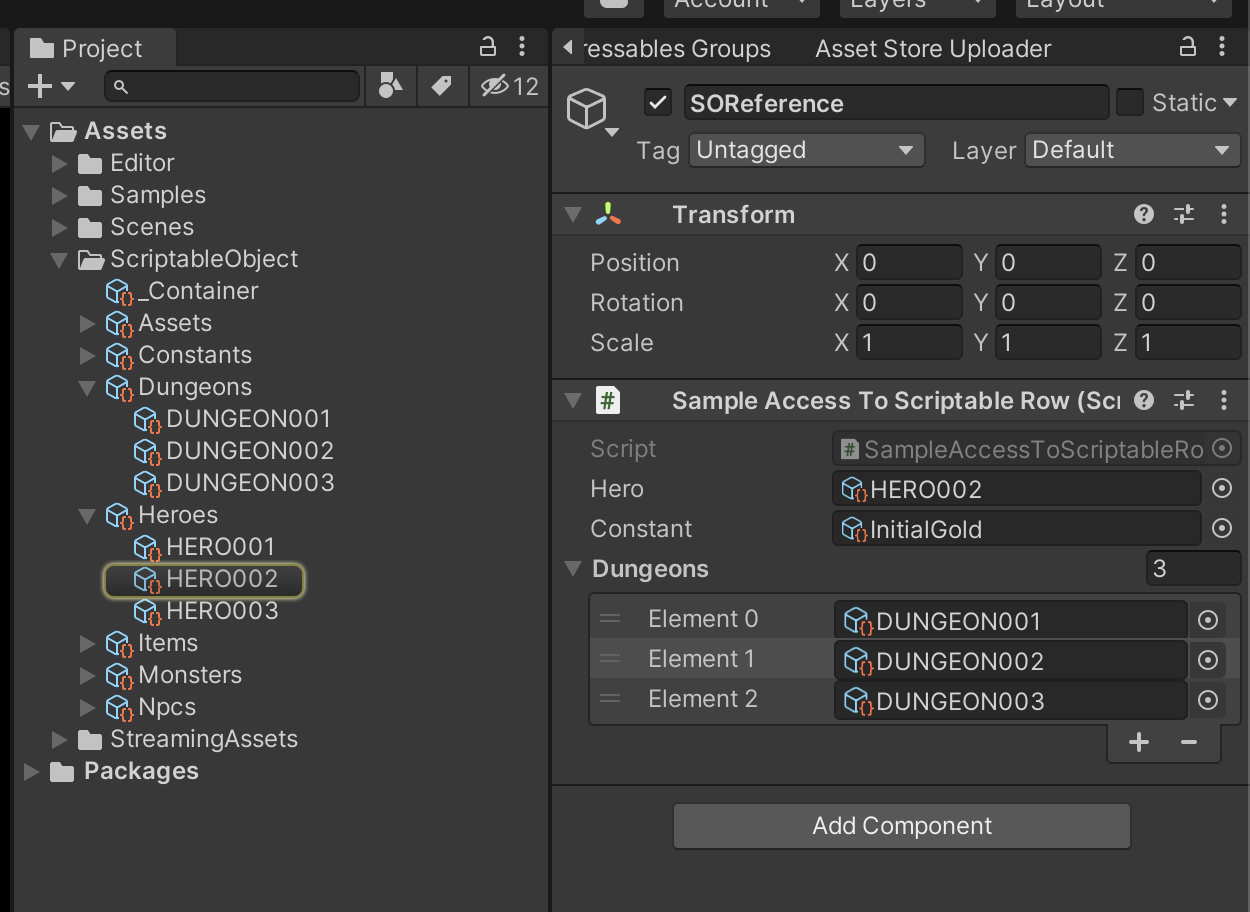 Account
Layers
Layout
Project
ressables Groups
Asset Store Uploader
12
SOReference
Static
Tag
Untagged
Layer
Default
Assets
Editor
Samples
Scenes
ScriptableObject
_Container
Assets
Constants
Dungeons
DUNGEON001
DUNGEON002
DUNGEON003
Heroes
HERO001
HERO002
HERO003
Items
Monsters
Npcs
StreamingAssets
Packages
Transform
Position X 0 Y 0 Z 0
Rotation X 0 Y 0 Z 0
Scale X 1 Y 1 Z 1
# Sample Access To Scriptable Row (Scr
Script # SampleAccessToScriptableRo
Hero HERO002
Constant InitialGold
Dungeons 3
Element 0 DUNGEON001
Element 1 DUNGEON002
Element 2 DUNGEON003
+ −
Add Component